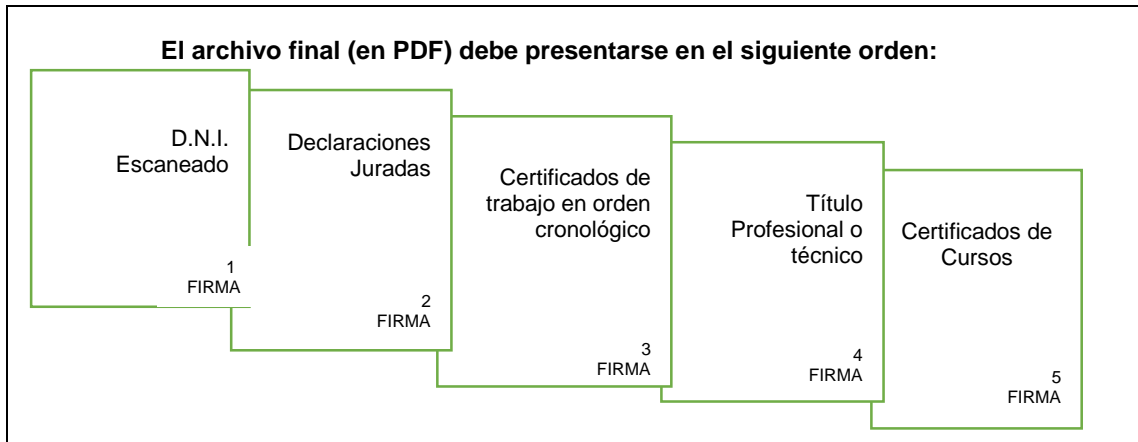 El archivo final (en PDF) debe presentarse en el siguiente orden:
D.N.I.
Escaneado
1
FIRMA
Declaraciones
Juradas
2
FIRMA
Certificados de
trabajo en orden
cronológico
3
FIRMA
Título
Profesional o
técnico
4
FIRMA
Certificados de
Cursos
5
FIRMA